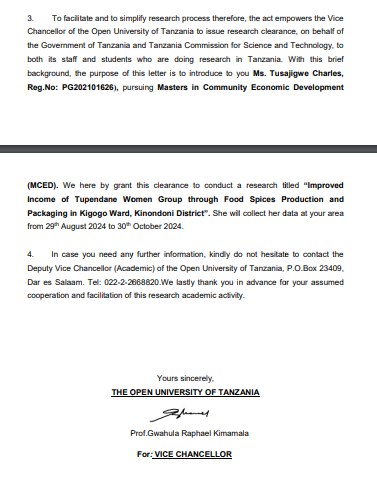 3. To facilitate and to simplify research process therefore, the act empowers the Vice
Chancellor of the Open University of Tanzania to issue research clearance, on behalf of
the Government of Tanzania and Tanzania Commission for Science and Technology, to
both its staff and students who are doing research in Tanzania. With this brief
background, the purpose of this letter is to introduce to you Ms. Tusajigwe Charles,
Reg.No: PG202101626), pursuing Masters in Community Economic Development
(MCED). We here by grant this clearance to conduct a research titled “Improved
Income of Tupendane Women Group through Food Spices Production and
Packaging in Kigogo Ward, Kinondoni District”. She will collect her data at your area
from 29th August 2024 to 30th October 2024.
4. In case you need any further information, kindly do not hesitate to contact the
Deputy Vice Chancellor (Academic) of the Open University of Tanzania, P.O.Box 23409,
Dar es Salaam. Tel: 022-2-2668820.We lastly thank you in advance for your assumed
cooperation and facilitation of this research academic activity.
Yours sincerely,
THE OPEN UNIVERSITY OF TANZANIA
Prof.Gwahula Raphael Kimamala
For: VICE CHANCELLOR